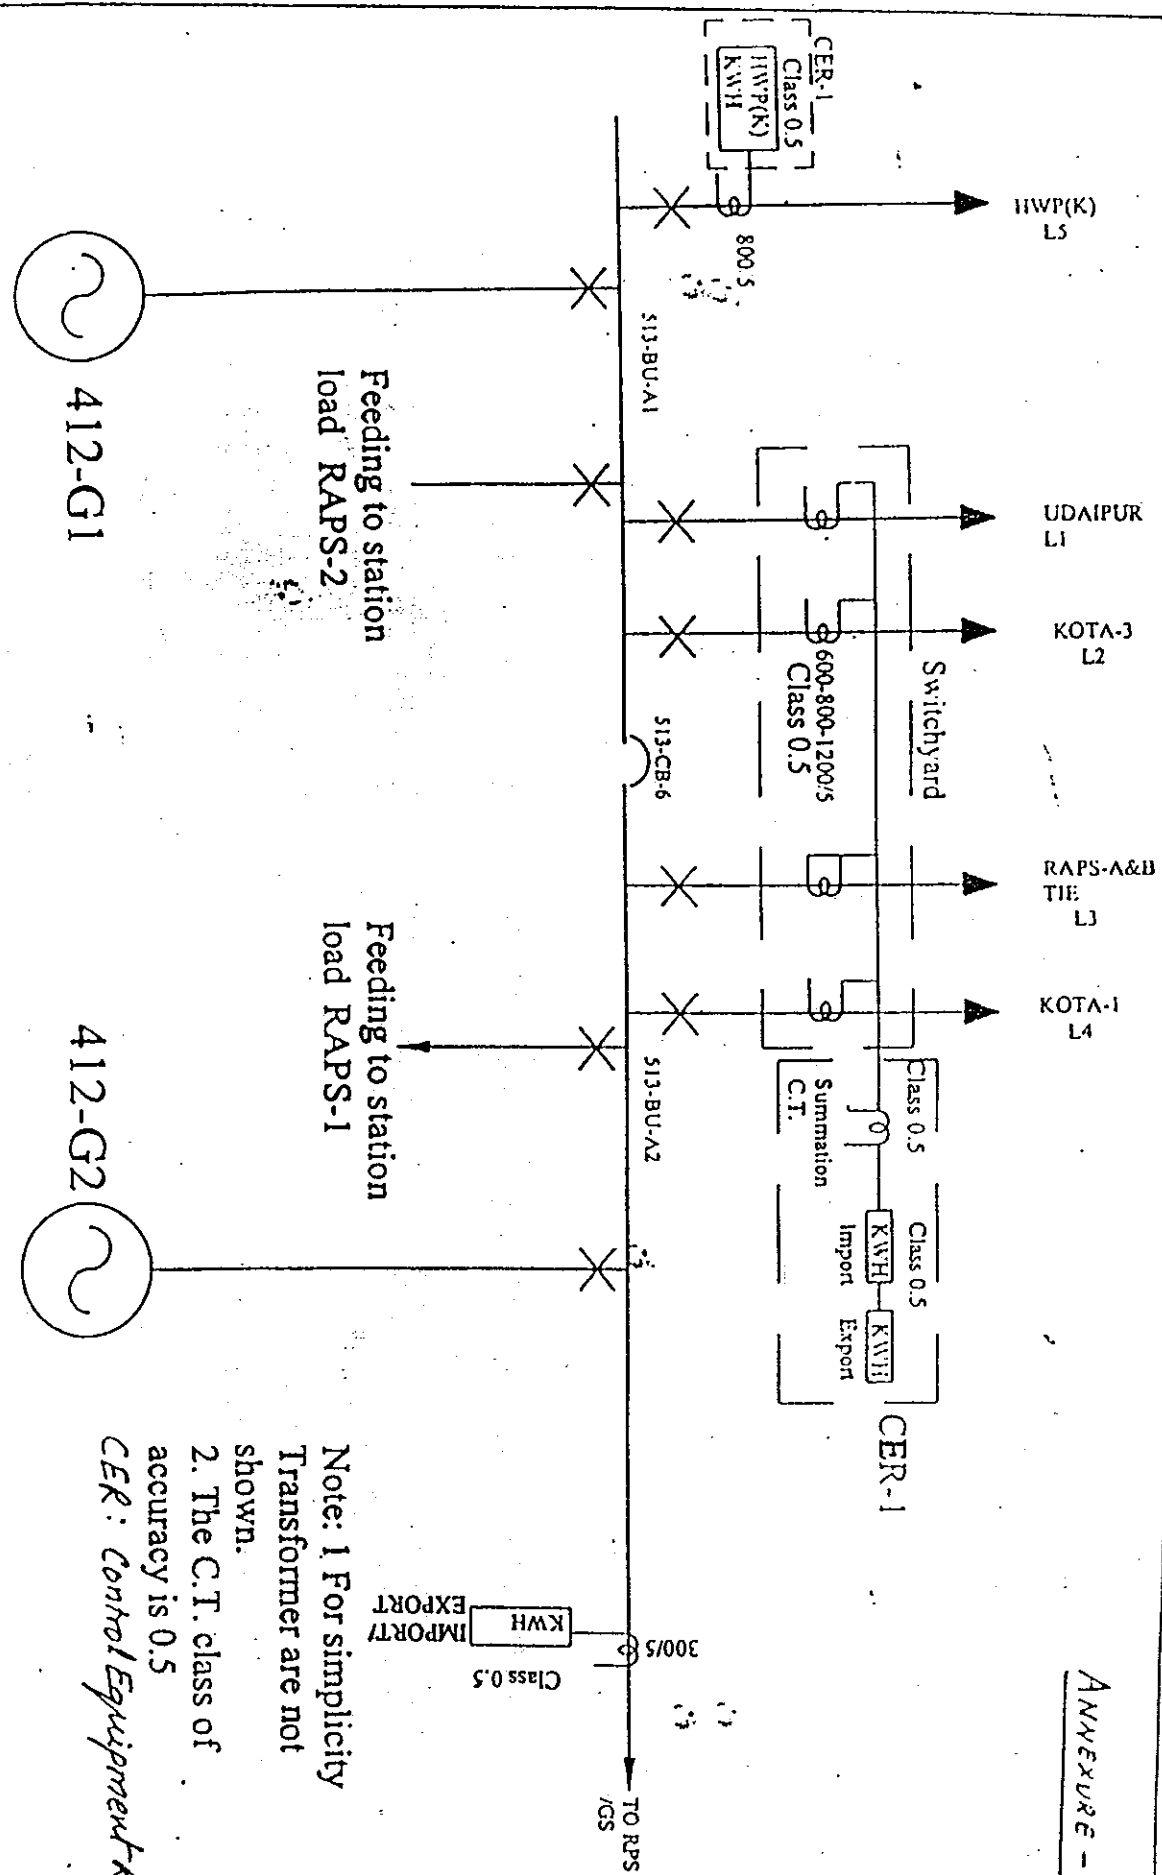 ANNEXURE -
HWP(K)
L5
UDAIPUR
L1
KOTA-3
L2
RAPS-A&B
TIE
L3
KOTA-1
L4
CER-1
Class 0.5
HWP(K)
KWH
800/5
Switchyard
600-800-1200/5
Class 0.5
Class 0.5
Summation
C.T.
Class 0.5
KWH
Import
KWH
Export
CER-1
513-BU-A1
513-CB-6
513-BU-A2
Feeding to station
load RAPS-2
Feeding to station
load RAPS-1
412-G1
412-G2
300/5
KWH
Class 0.5
IMPORT/
EXPORT
TO RPS
/GS
Note: 1 For simplicity
Transformer are not
shown.
2. The C.T. class of
accuracy is 0.5
CER: Control Equipment